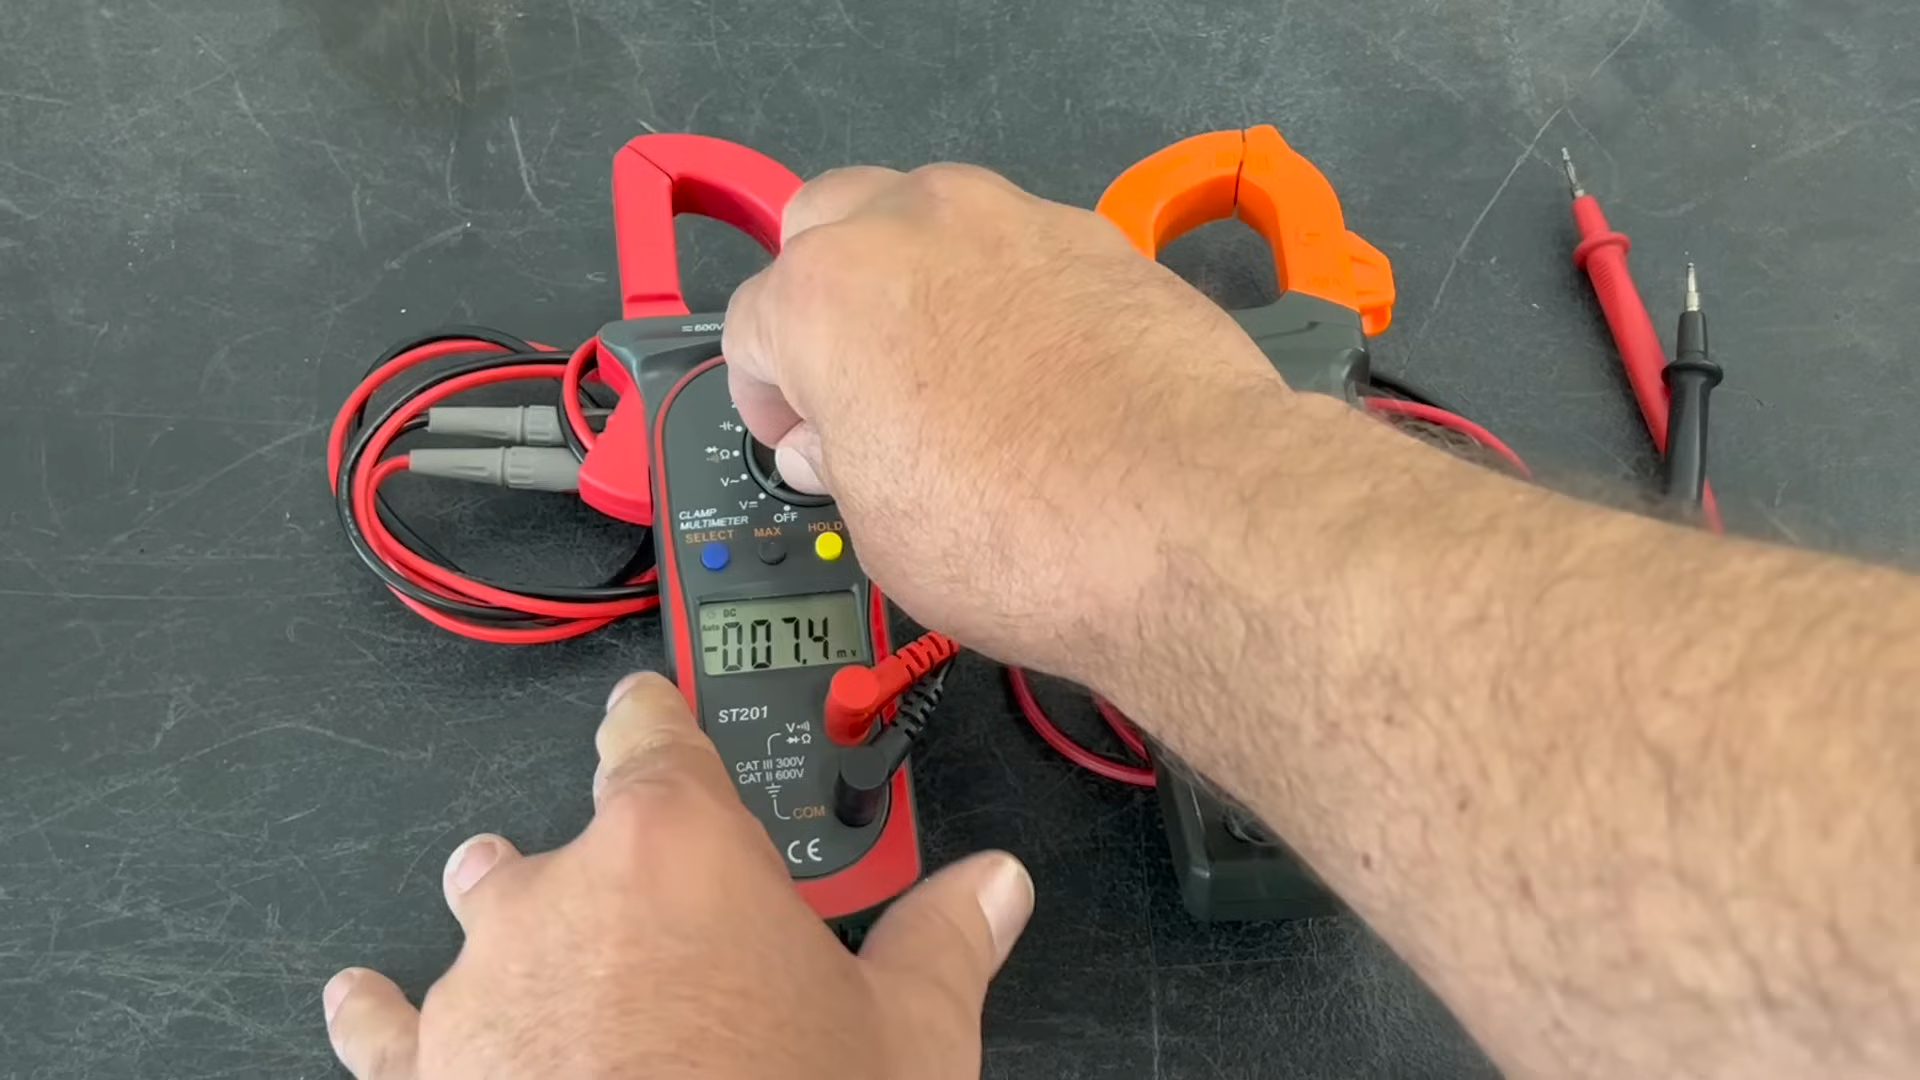 ⎓600V
Ω
V~
V⎓
OFF
CLAMP
MULTIMETER
SELECT MAX HOLD
DC
Auto
-007.4 mV
ST201
V
Ω
CAT III 300V
CAT II 600V
COM
CE